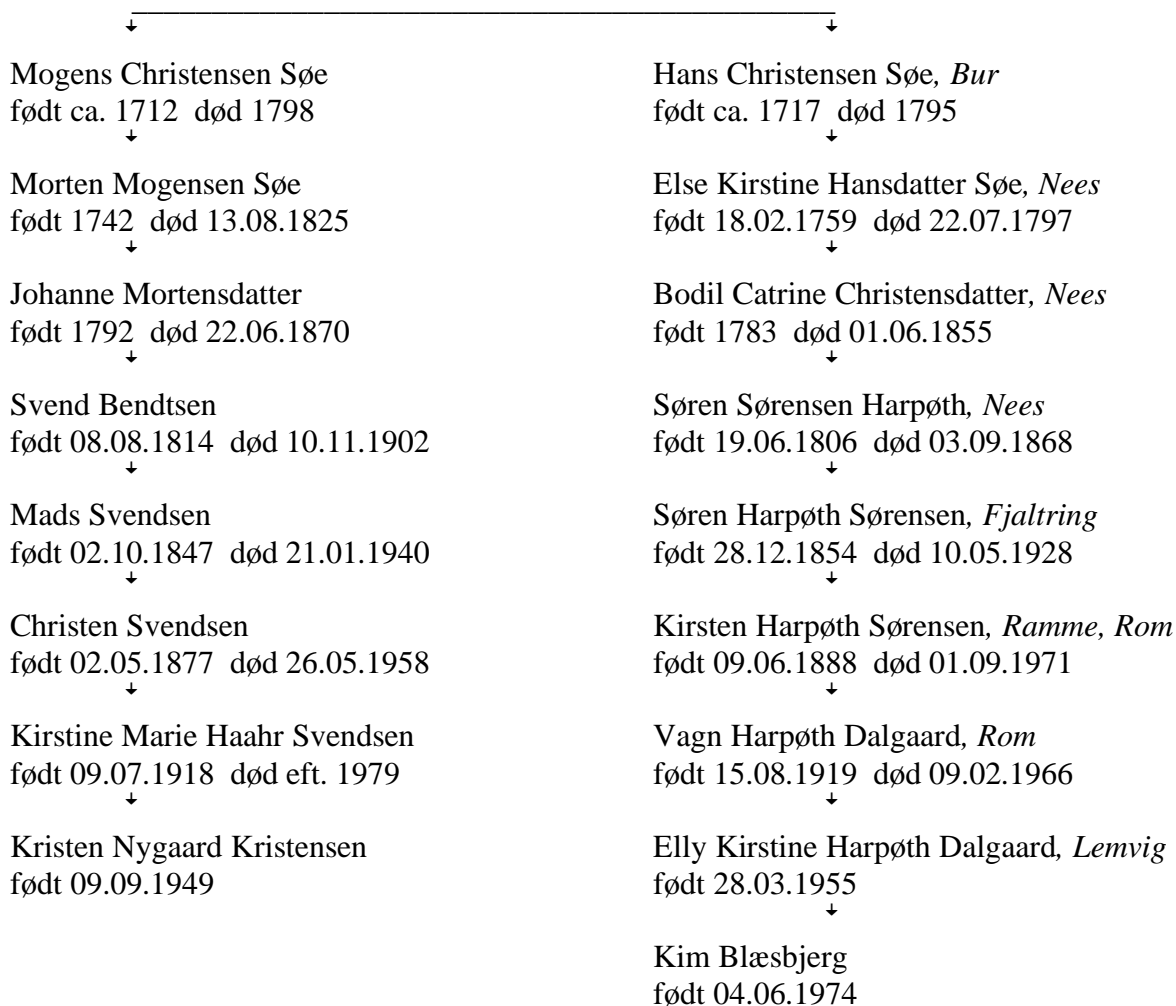 Mogens Christensen Søe
født ca. 1712 død 1798
Morten Mogensen Søe
født 1742 død 13.08.1825
Johanne Mortensdatter
født 1792 død 22.06.1870
Svend Bendtsen
født 08.08.1814 død 10.11.1902
Mads Svendsen
født 02.10.1847 død 21.01.1940
Christen Svendsen
født 02.05.1877 død 26.05.1958
Kirstine Marie Haahr Svendsen
født 09.07.1918 død eft. 1979
Kristen Nygaard Kristensen
født 09.09.1949
Hans Christensen Søe, Bur
født ca. 1717 død 1795
Else Kirstine Hansdatter Søe, Nees
født 18.02.1759 død 22.07.1797
Bodil Catrine Christensdatter, Nees
født 1783 død 01.06.1855
Søren Sørensen Harpøth, Nees
født 19.06.1806 død 03.09.1868
Søren Harpøth Sørensen, Fjaltring
født 28.12.1854 død 10.05.1928
Kirsten Harpøth Sørensen, Ramme, Rom
født 09.06.1888 død 01.09.1971
Vagn Harpøth Dalgaard, Rom
født 15.08.1919 død 09.02.1966
Elly Kirstine Harpøth Dalgaard, Lemvig
født 28.03.1955
Kim Blæsbjerg
født 04.06.1974